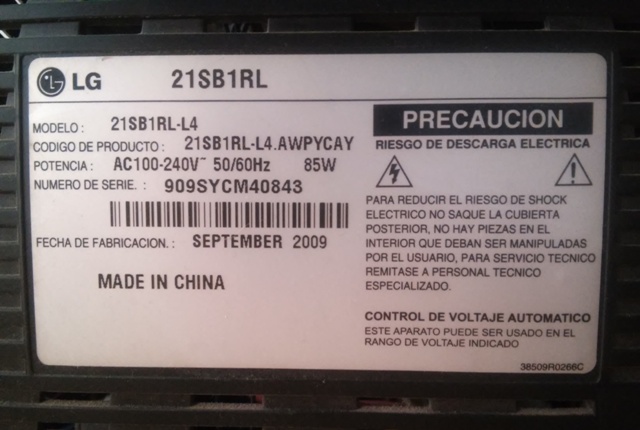 LG 21SB1RL
MODELO : 21SB1RL-L4
CODIGO DE PRODUCTO : 21SB1RL-L4.AWPYCAY
POTENCIA : AC100-240V~ 50/60Hz 85W
NUMERO DE SERIE. : 909SYCM40843
FECHA DE FABRICACION. : SEPTEMBER 2009
MADE IN CHINA
PRECAUCION
RIESGO DE DESCARGA ELECTRICA
PARA REDUCIR EL RIESGO DE SHOCK
ELECTRICO NO SAQUE LA CUBIERTA
POSTERIOR, NO HAY PIEZAS EN EL
INTERIOR QUE DEBAN SER MANIPULADAS
POR EL USUARIO, PARA SERVICIO TECNICO
REMITASE A PERSONAL TECNICO
ESPECIALIZADO.
CONTROL DE VOLTAJE AUTOMATICO
ESTE APARATO PUEDE SER USADO EN EL
RANGO DE VOLTAJE INDICADO
38509R0266C